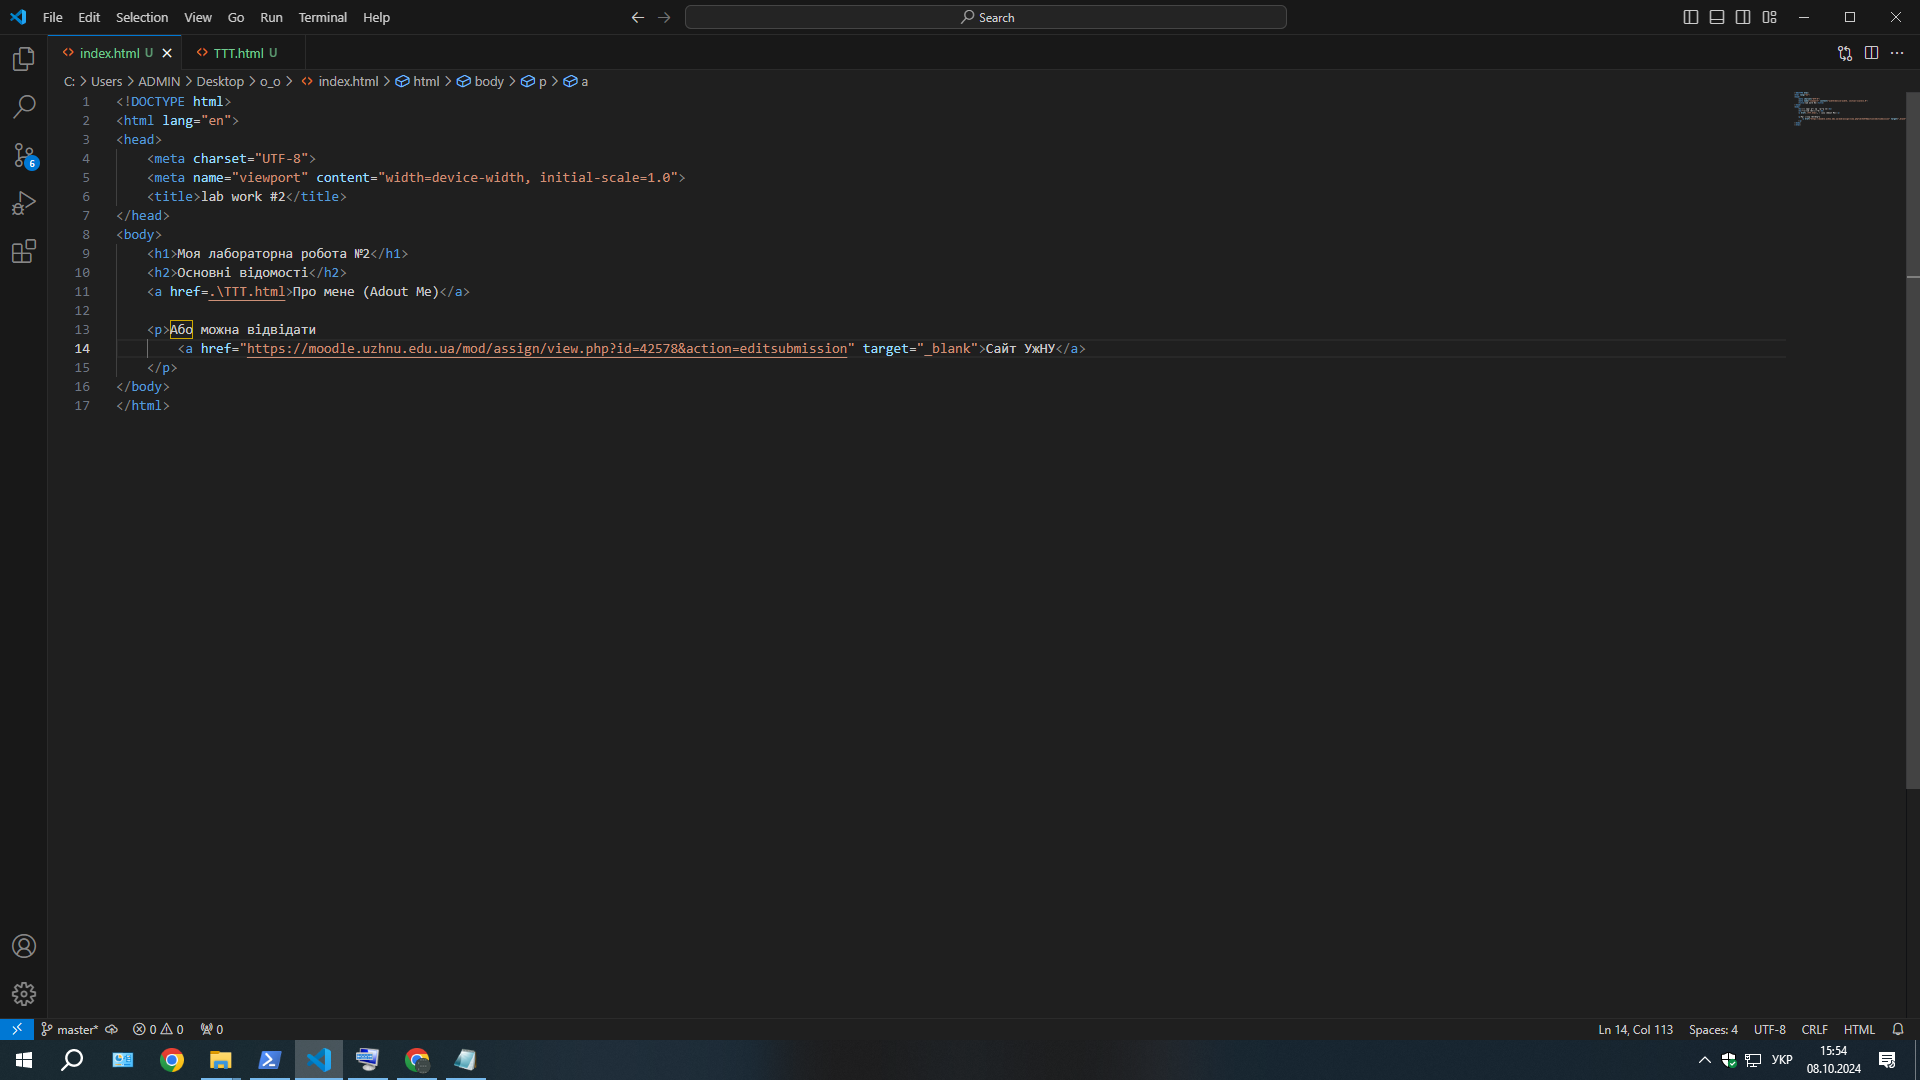 File Edit Selection View Go Run Terminal Help
Search
index.html U
TTT.html U
C: > Users > ADMIN > Desktop > o_o > index.html > html > body > p > a
1 <!DOCTYPE html>
2 <html lang="en">
3 <head>
4 <meta charset="UTF-8">
5 <meta name="viewport" content="width=device-width, initial-scale=1.0">
6 <title>lab work #2</title>
7 </head>
8 <body>
9 <h1>Моя лабораторна робота №2</h1>
10 <h2>Основні відомості</h2>
11 <a href=.\TTT.html>Про мене (Adout Me)</a>
12
13 <p>Або можна відвідати
14 <a href="https://moodle.uzhnu.edu.ua/mod/assign/view.php?id=42578&action=editsubmission" target="_blank">Сайт УжНУ</a>
15 </p>
16 </body>
17 </html>
6
master* 0 0 0
Ln 14, Col 113 Spaces: 4 UTF-8 CRLF HTML
УКР
15:54
08.10.2024